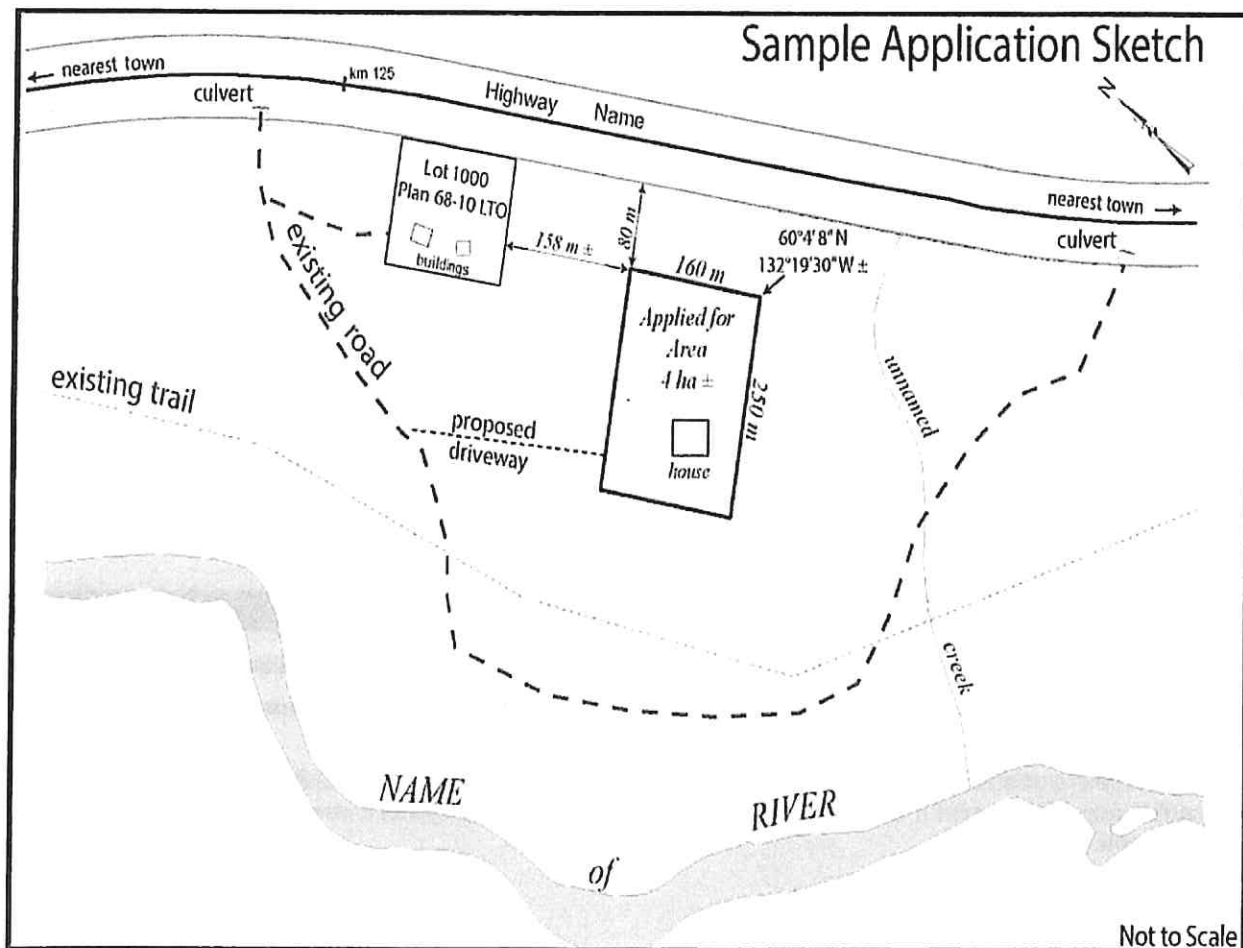 Sample Application Sketch
← nearest town
km 125
culvert
Highway Name
N
nearest town →
culvert
Lot 1000
Plan 68-10 LTO
buildings
158 m ±
80 m
160 m
60°4'8"N
132°19'30"W ±
Applied for
Area
4 ha ±
250 m
house
existing road
existing trail
proposed
driveway
unnamed
creek
NAME
of
RIVER
Not to Scale